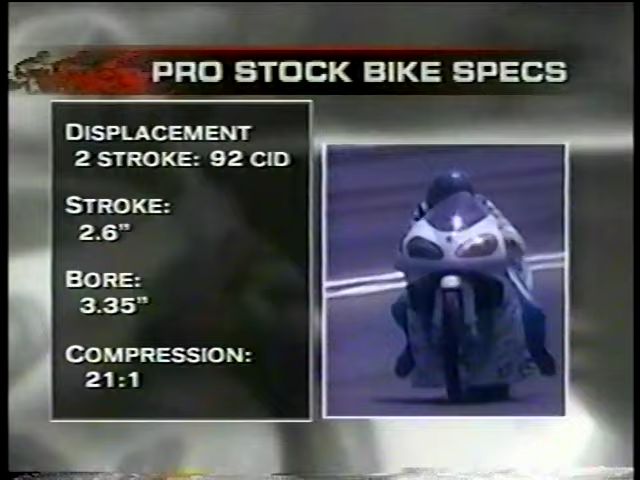 PRO STOCK BIKE SPECS
DISPLACEMENT
2 STROKE: 92 CID
STROKE:
2.6"
BORE:
3.35"
COMPRESSION:
21:1